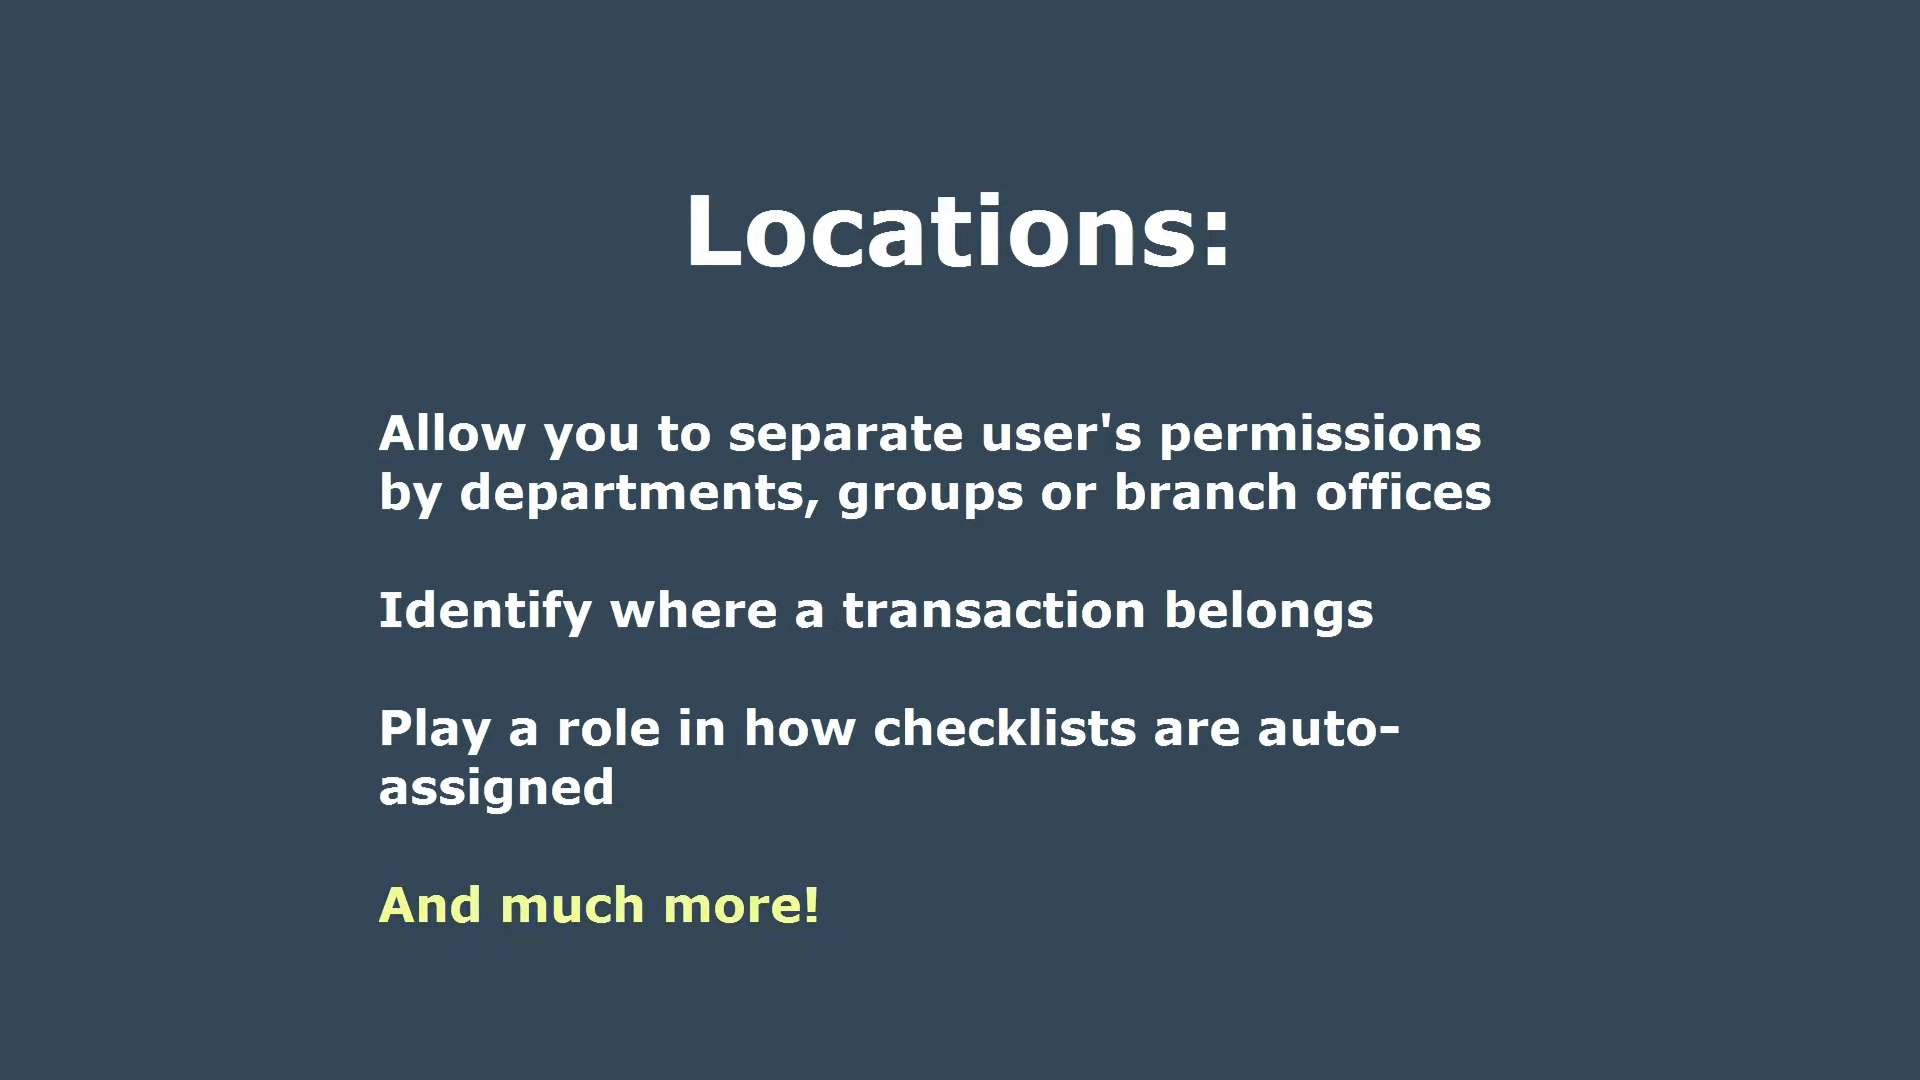 Locations:
Allow you to separate user's permissions
by departments, groups or branch offices
Identify where a transaction belongs
Play a role in how checklists are auto-
assigned
And much more!